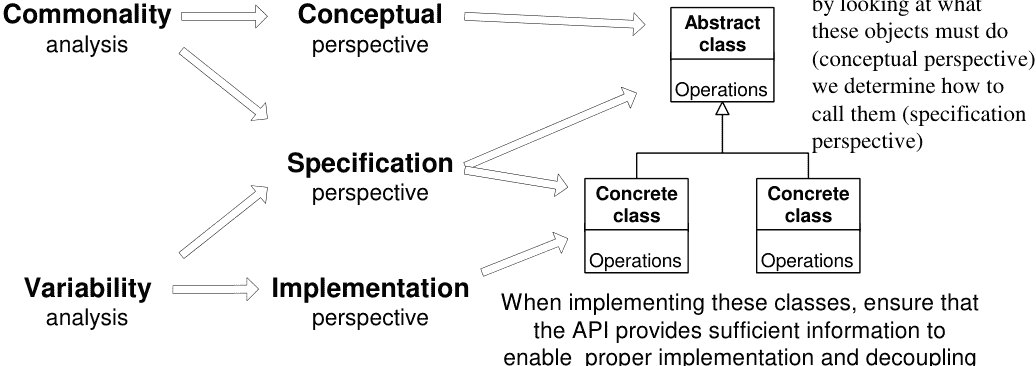 Commonality
analysis
Conceptual
perspective
Abstract
class
Operations
by looking at what
these objects must do
(conceptual perspective)
we determine how to
call them (specification
perspective)
Specification
perspective
Concrete
class
Operations
Concrete
class
Operations
Variability
analysis
Implementation
perspective
When implementing these classes, ensure that
the API provides sufficient information to
enable proper implementation and decoupling